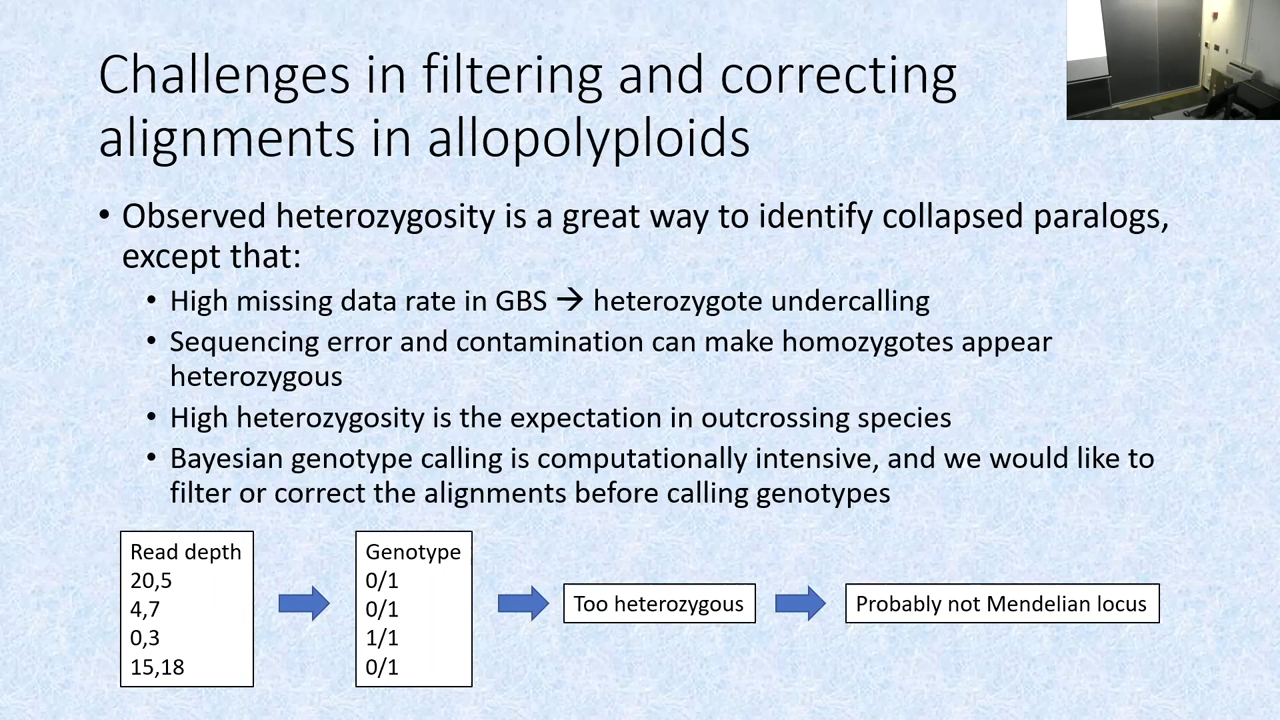 Challenges in filtering and correcting
alignments in allopolyploids
• Observed heterozygosity is a great way to identify collapsed paralogs,
except that:
• High missing data rate in GBS → heterozygote undercalling
• Sequencing error and contamination can make homozygotes appear
heterozygous
• High heterozygosity is the expectation in outcrossing species
• Bayesian genotype calling is computationally intensive, and we would like to
filter or correct the alignments before calling genotypes
Read depth
20,5
4,7
0,3
15,18
Genotype
0/1
0/1
1/1
0/1
Too heterozygous
Probably not Mendelian locus